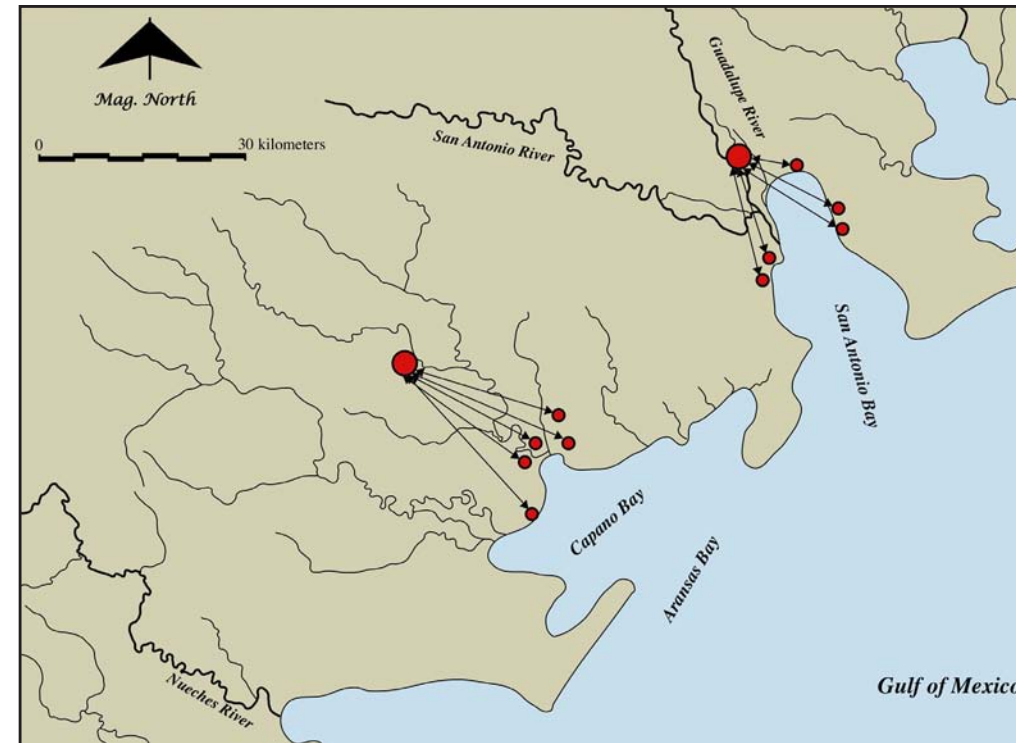 Mag. North
0 30 kilometers
Guadalupe River
San Antonio River
San Antonio Bay
Capano Bay
Aransas Bay
Nueches River
Gulf of Mexico